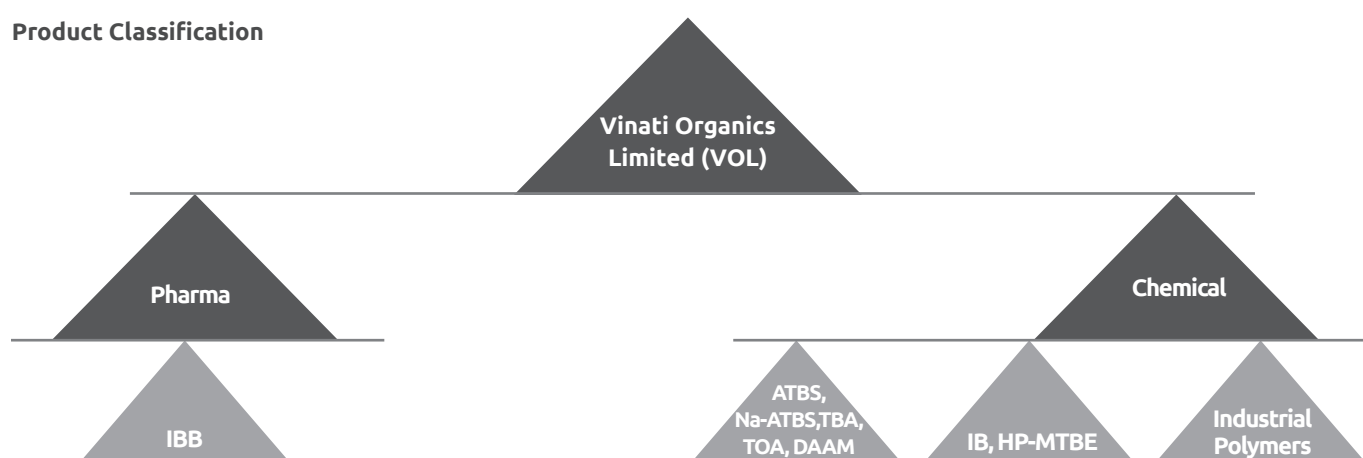 Product Classification
Vinati Organics
Limited (VOL)
Pharma
Chemical
IBB
ATBS,
Na-ATBS,TBA,
TOA, DAAM
IB, HP-MTBE
Industrial
Polymers